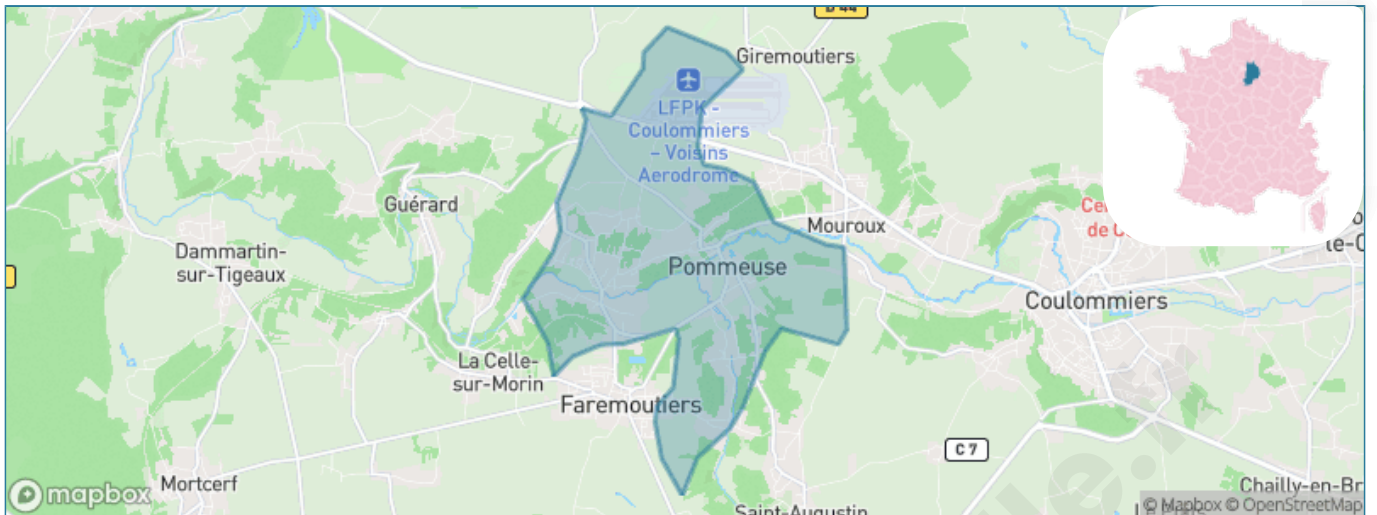 D 44
Giremoutiers
LFPK -
Coulommiers
– Voisins
Aerodrome
Guérard
Mouroux
Dammartin-
sur-Tigeaux
Pommeuse
Coulommiers
La Celle-
sur-Morin
Faremoutiers
C 7
Mortcerf
Saint-Augustin
Chailly-en-Br
mapbox
© Mapbox © OpenStreetMap